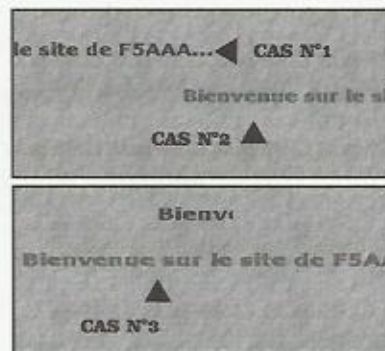 le site de F5AAA... CAS N°1
Bienvenue sur le si
CAS N°2
Bienv
Bienvenue sur le site de F5AA
CAS N°3